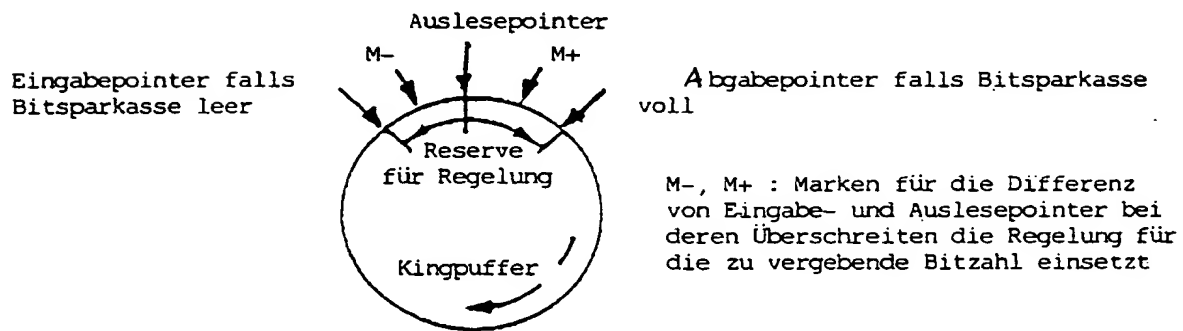 Auslesepointer
M-
M+
Eingabepointer falls
Bitsparkasse leer
Abgabepointer falls Bitsparkasse
voll
Reserve
für Regelung
M-, M+ : Marken für die Differenz
von Eingabe- und Auslesepointer bei
deren Überschreiten die Regelung für
die zu vergebende Bitzahl einsetzt
Kingpuffer